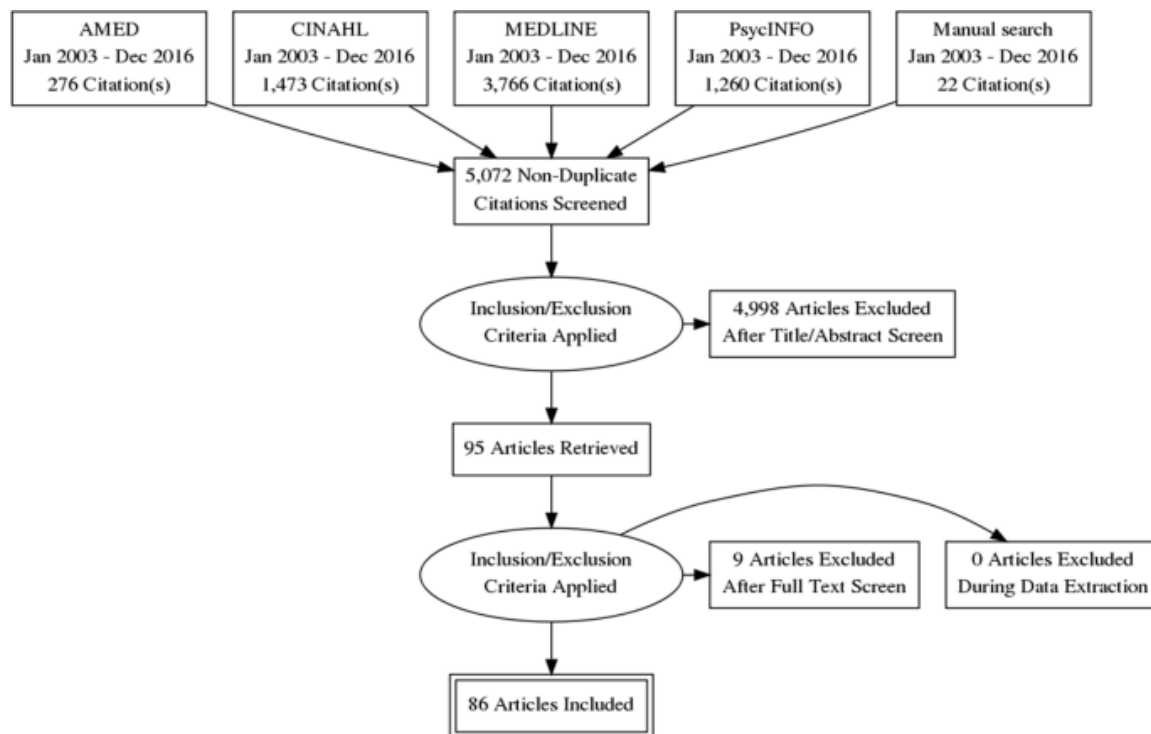 AMED
Jan 2003 - Dec 2016
276 Citation(s)
CINAHL
Jan 2003 - Dec 2016
1,473 Citation(s)
MEDLINE
Jan 2003 - Dec 2016
3,766 Citation(s)
PsycINFO
Jan 2003 - Dec 2016
1,260 Citation(s)
Manual search
Jan 2003 - Dec 2016
22 Citation(s)
5,072 Non-Duplicate
Citations Screened
Inclusion/Exclusion
Criteria Applied
4,998 Articles Excluded
After Title/Abstract Screen
95 Articles Retrieved
Inclusion/Exclusion
Criteria Applied
9 Articles Excluded
After Full Text Screen
0 Articles Excluded
During Data Extraction
86 Articles Included